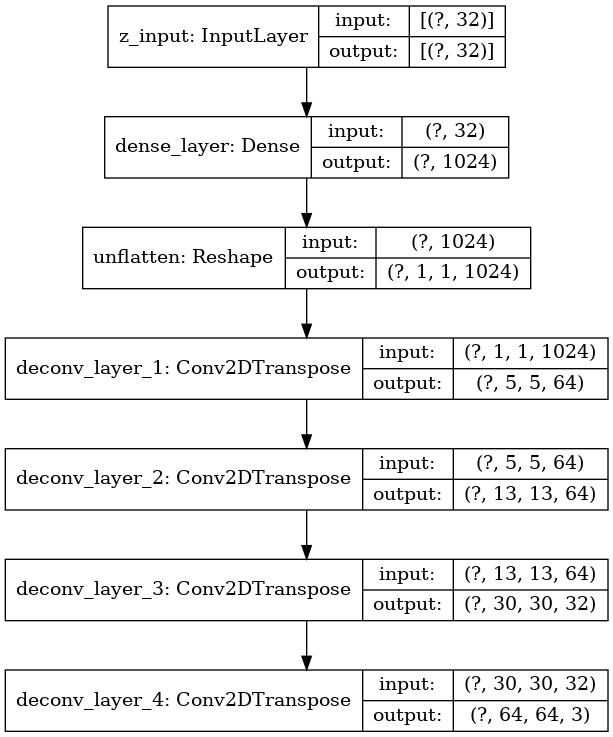 z_input: InputLayer
input:
[(?, 32)]
output:
[(?, 32)]
dense_layer: Dense
input:
(?, 32)
output:
(?, 1024)
unflatten: Reshape
input:
(?, 1024)
output:
(?, 1, 1, 1024)
deconv_layer_1: Conv2DTranspose
input:
(?, 1, 1, 1024)
output:
(?, 5, 5, 64)
deconv_layer_2: Conv2DTranspose
input:
(?, 5, 5, 64)
output:
(?, 13, 13, 64)
deconv_layer_3: Conv2DTranspose
input:
(?, 13, 13, 64)
output:
(?, 30, 30, 32)
deconv_layer_4: Conv2DTranspose
input:
(?, 30, 30, 32)
output:
(?, 64, 64, 3)